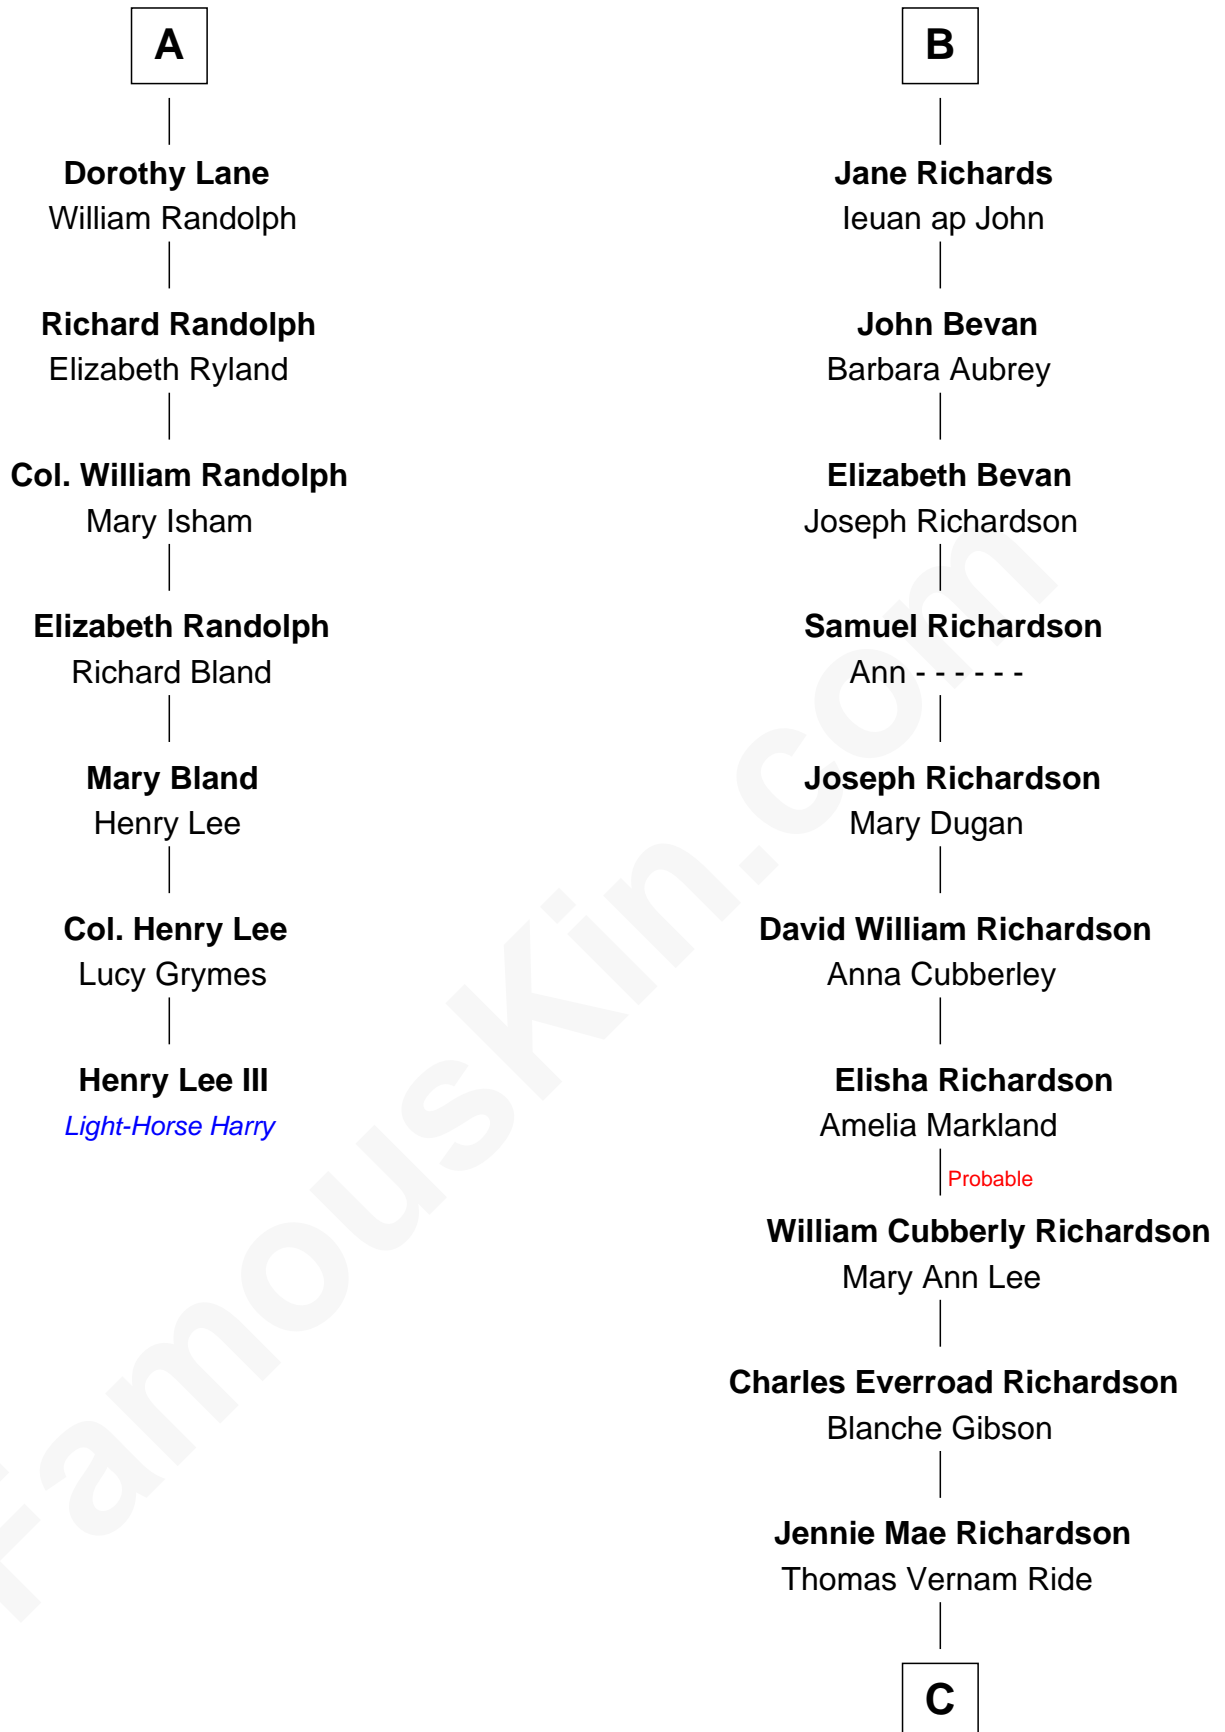 A
Dorothy Lane
William Randolph
Richard Randolph
Elizabeth Ryland
Col. William Randolph
Mary Isham
Elizabeth Randolph
Richard Bland
Mary Bland
Henry Lee
Col. Henry Lee
Lucy Grymes
Henry Lee III
Light-Horse Harry
B
Jane Richards
Ieuan ap John
John Bevan
Barbara Aubrey
Elizabeth Bevan
Joseph Richardson
Samuel Richardson
Ann - - - - - -
Joseph Richardson
Mary Dugan
David William Richardson
Anna Cubberley
Elisha Richardson
Amelia Markland
Probable
William Cubberly Richardson
Mary Ann Lee
Charles Everroad Richardson
Blanche Gibson
Jennie Mae Richardson
Thomas Vernam Ride
C
FamousKin.com